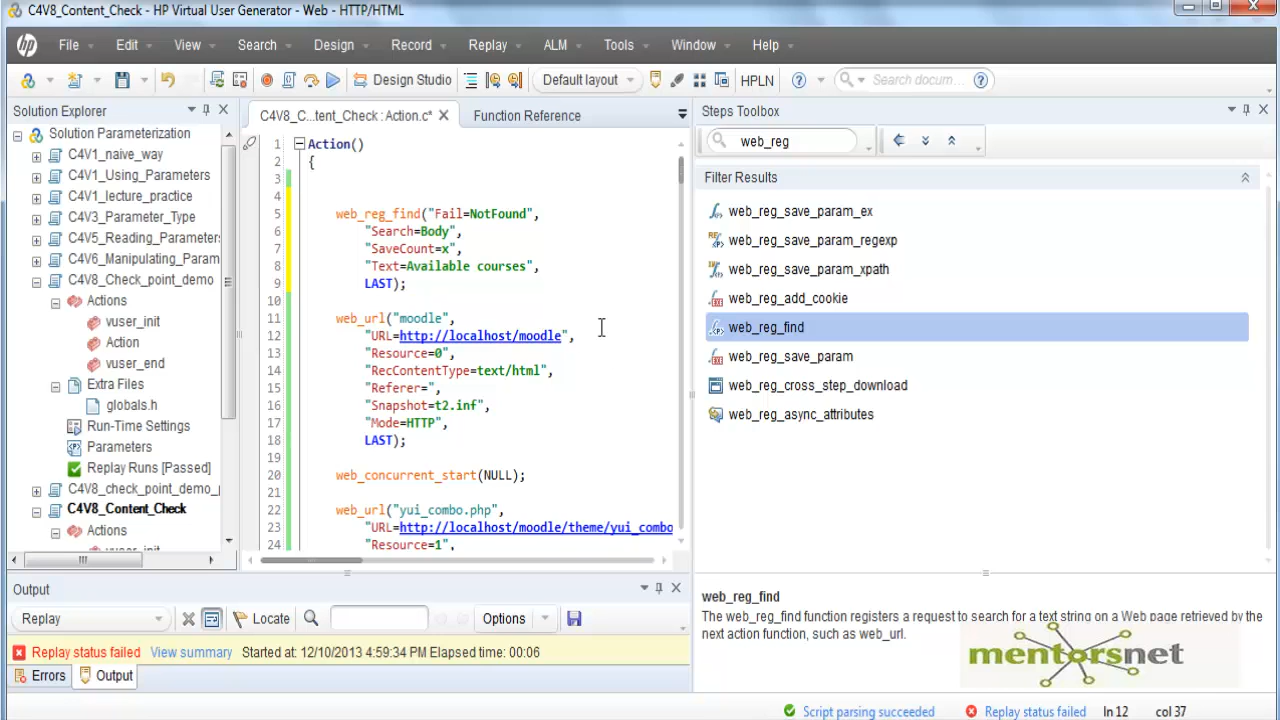 C4V8_Content_Check - HP Virtual User Generator - Web - HTTP/HTML
hp File Edit View Search Design Record Replay ALM Tools Window Help
Design Studio Default layout HPLN Search docum...
Solution Explorer
Solution Parameterization
C4V1_naive_way
C4V1_Using_Parameters
C4V1_lecture_practice
C4V3_Parameter_Type
C4V5_Reading_Parameters
C4V6_Manipulating_Param
C4V8_Check_point_demo
Actions
vuser_init
Action
vuser_end
Extra Files
globals.h
Run-Time Settings
Parameters
Replay Runs [Passed]
C4V8_check_point_demo_
C4V8_Content_Check
Actions
vuser_init
C4V8_C...tent_Check : Action.c* Function Reference
1 Action()
2 {
3
4
5 web_reg_find("Fail=NotFound",
6 "Search=Body",
7 "SaveCount=x",
8 "Text=Available courses",
9 LAST);
10
11 web_url("moodle",
12 "URL=http://localhost/moodle",
13 "Resource=0",
14 "RecContentType=text/html",
15 "Referer=",
16 "Snapshot=t2.inf",
17 "Mode=HTTP",
18 LAST);
19
20 web_concurrent_start(NULL);
21
22 web_url("yui_combo.php",
23 "URL=http://localhost/moodle/theme/yui_combo
24 "Resource=1",
Steps Toolbox
web_reg
Filter Results
web_reg_save_param_ex
web_reg_save_param_regexp
web_reg_save_param_xpath
web_reg_add_cookie
web_reg_find
web_reg_save_param
web_reg_cross_step_download
web_reg_async_attributes
web_reg_find
The web_reg_find function registers a request to search for a text string on a Web page retrieved by the
next action function, such as web_url.
mentorsnet
Output
Replay Locate Options
Replay status failed View summary Started at: 12/10/2013 4:59:34 PM Elapsed time: 00:06
Errors Output
Script parsing succeeded Replay status failed ln 12 col 37